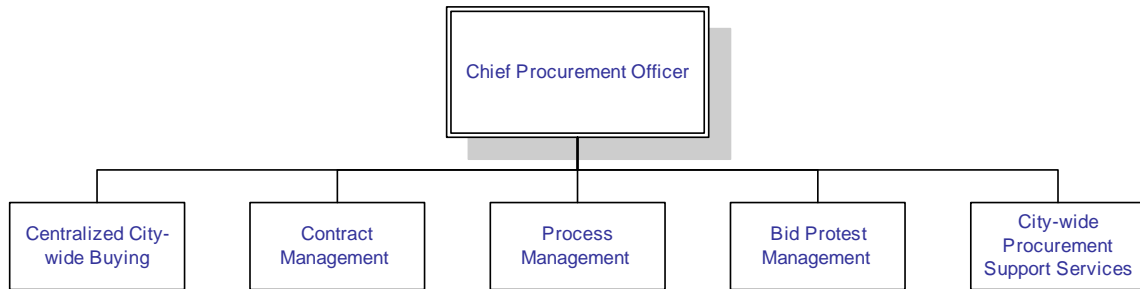 Chief Procurement Officer
Centralized City-
wide Buying
Contract
Management
Process
Management
Bid Protest
Management
City-wide
Procurement
Support Services